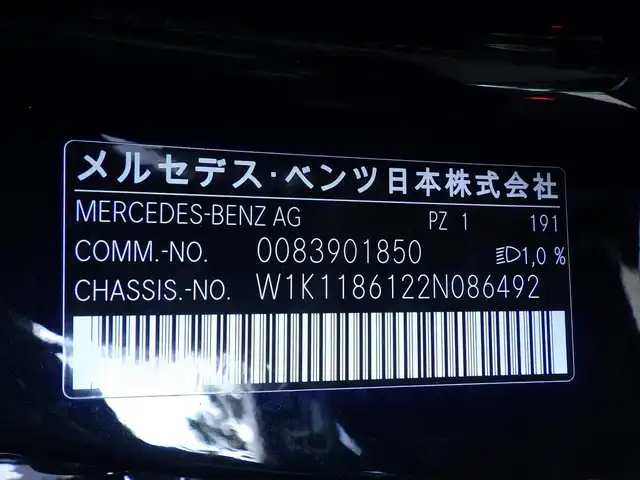 メルセデス・ベンツ日本株式会社
MERCEDES-BENZ AG PZ 1 191
COMM.-NO. 0083901850 1,0 %
CHASSIS.-NO. W1K1186122N086492